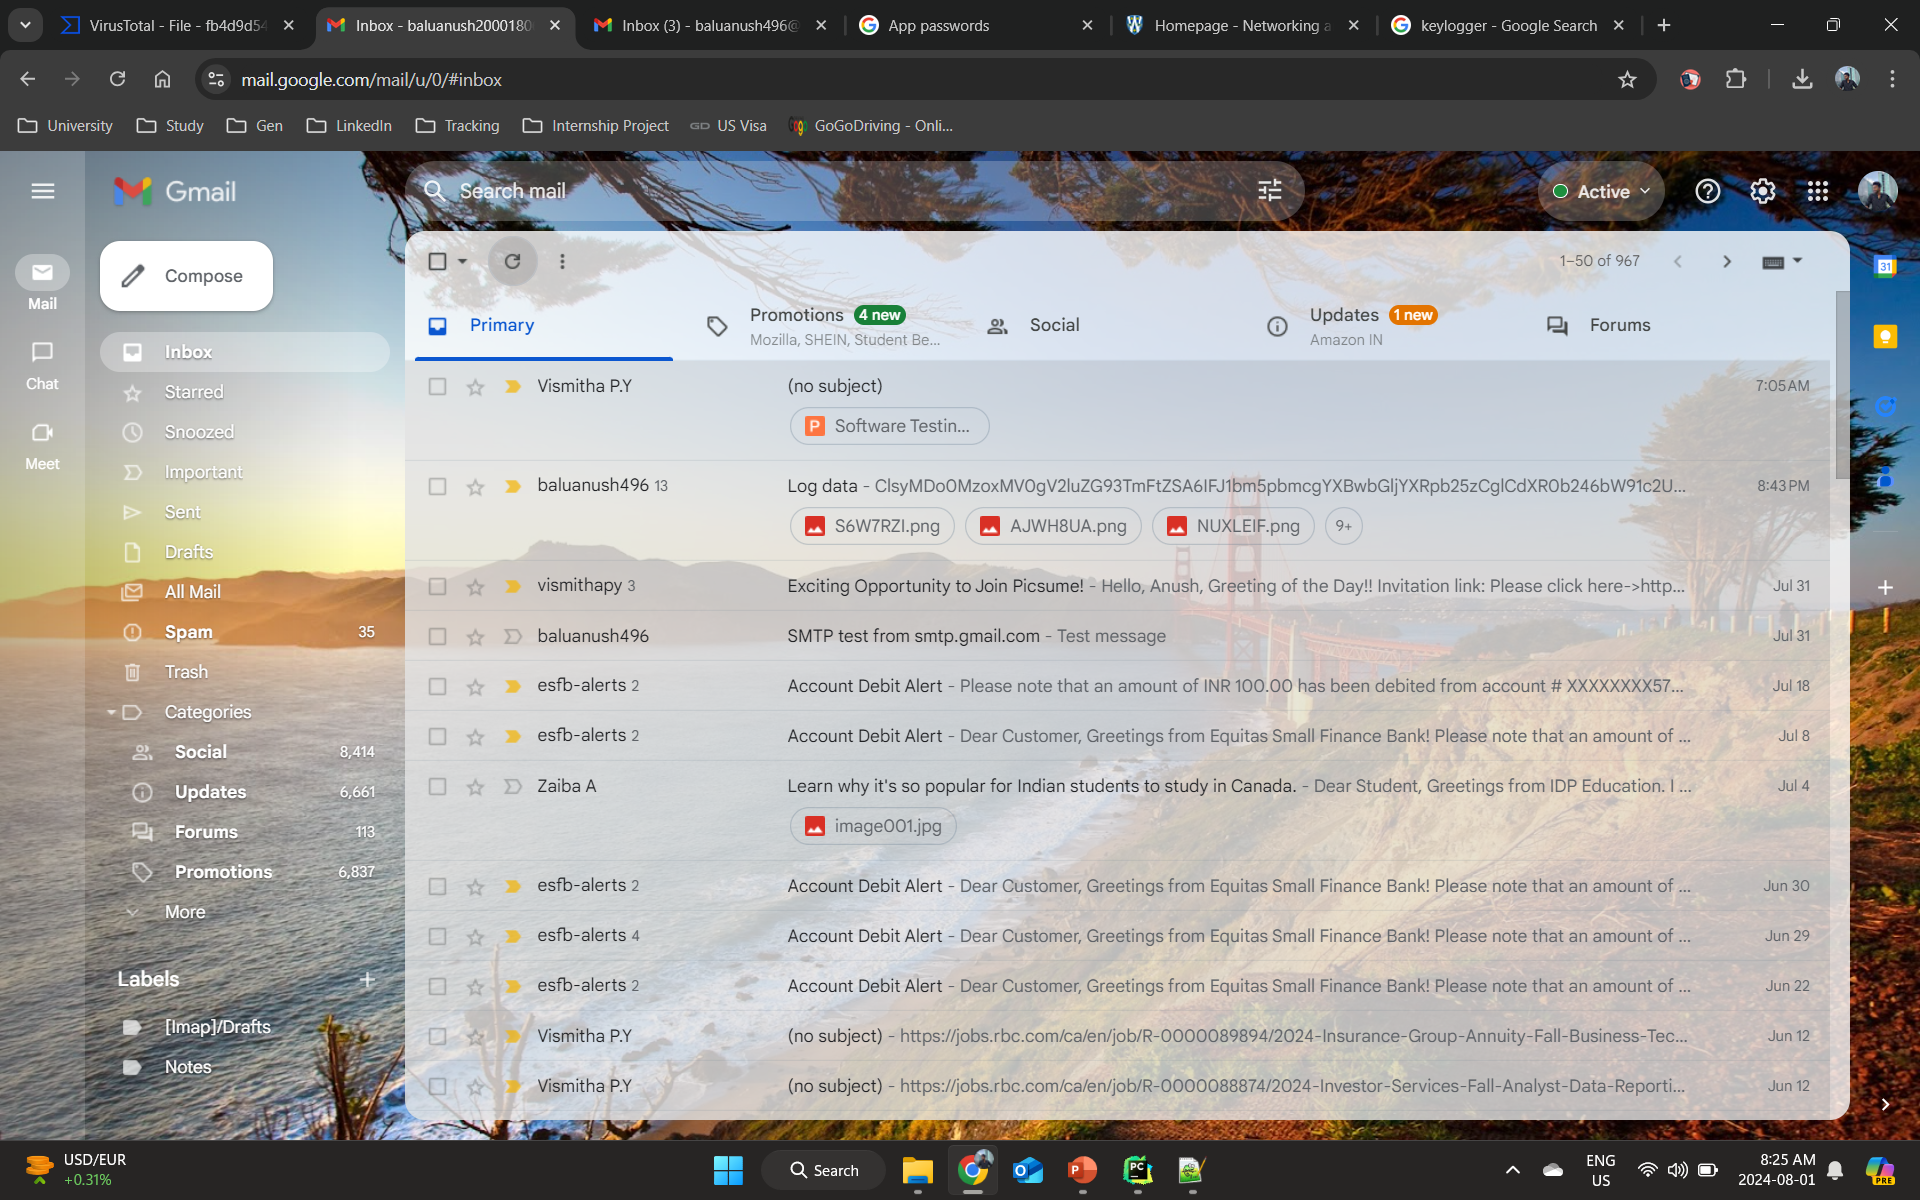 VirusTotal - File - fb4d9d54
Inbox - baluanush2000180
Inbox (3) - baluanush496@
App passwords
Homepage - Networking a
keylogger - Google Search
mail.google.com/mail/u/0/#inbox
University
Study
Gen
LinkedIn
Tracking
Internship Project
GD
US Visa
GoGoDriving - Onli...
Gmail
Search mail
Active
Mail
Chat
Meet
Compose
Inbox
Starred
Snoozed
Important
Sent
Drafts
All Mail
Spam 35
Trash
Categories
Social 8,414
Updates 6,661
Forums 113
Promotions 6,837
More
Labels
[Imap]/Drafts
Notes
1–50 of 967
31
Primary
Promotions 4 new
Mozilla, SHEIN, Student Be...
Social
Updates 1 new
Amazon IN
Forums
Vismitha P.Y (no subject) 7:05 AM
P Software Testin...
baluanush496 13 Log data - ClsyMDo0MzoxMV0gV2luZG93TmFtZSA6IFJ1bm5pbmcgYXBwbGljYXRpb25zCglCdXR0b246bW91c2U... 8:43 PM
S6W7RZI.png AJWH8UA.png NUXLEIF.png 9+
vismithapy 3 Exciting Opportunity to Join Picsume! - Hello, Anush, Greeting of the Day!! Invitation link: Please click here->http... Jul 31
baluanush496 SMTP test from smtp.gmail.com - Test message Jul 31
esfb-alerts 2 Account Debit Alert - Please note that an amount of INR 100.00 has been debited from account # XXXXXXXX57... Jul 18
esfb-alerts 2 Account Debit Alert - Dear Customer, Greetings from Equitas Small Finance Bank! Please note that an amount of ... Jul 8
Zaiba A Learn why it's so popular for Indian students to study in Canada. - Dear Student, Greetings from IDP Education. I ... Jul 4
image001.jpg
esfb-alerts 2 Account Debit Alert - Dear Customer, Greetings from Equitas Small Finance Bank! Please note that an amount of ... Jun 30
esfb-alerts 4 Account Debit Alert - Dear Customer, Greetings from Equitas Small Finance Bank! Please note that an amount of ... Jun 29
esfb-alerts 2 Account Debit Alert - Dear Customer, Greetings from Equitas Small Finance Bank! Please note that an amount of ... Jun 22
Vismitha P.Y (no subject) - https://jobs.rbc.com/ca/en/job/R-0000089894/2024-Insurance-Group-Annuity-Fall-Business-Tec... Jun 12
Vismitha P.Y (no subject) - https://jobs.rbc.com/ca/en/job/R-0000088874/2024-Investor-Services-Fall-Analyst-Data-Reporti... Jun 12
USD/EUR
+0.31%
Search
PC
ENG
US
8:25 AM
2024-08-01
PRE